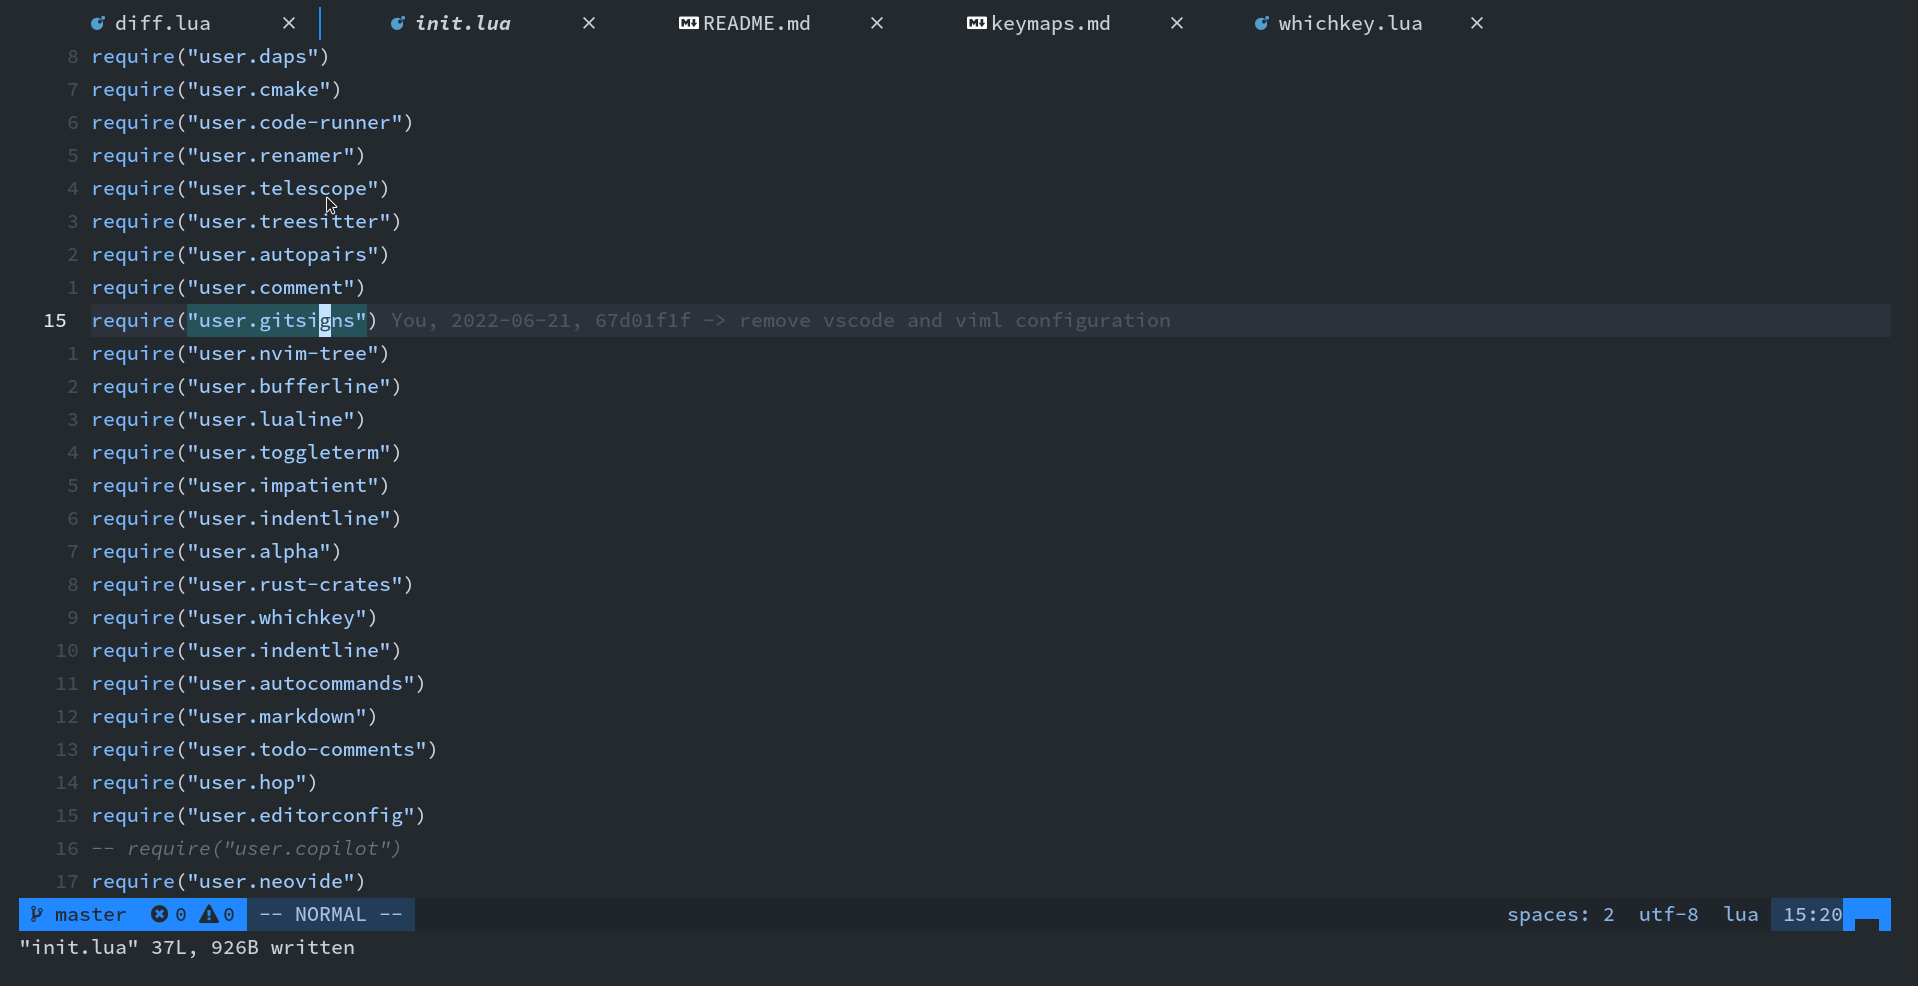 diff.lua × init.lua × README.md × keymaps.md × whichkey.lua ×
8 require("user.daps")
7 require("user.cmake")
6 require("user.code-runner")
5 require("user.renamer")
4 require("user.telescope")
3 require("user.treesitter")
2 require("user.autopairs")
1 require("user.comment")
15 require("user.gitsigns") You, 2022-06-21, 67d01f1f -> remove vscode and viml configuration
1 require("user.nvim-tree")
2 require("user.bufferline")
3 require("user.lualine")
4 require("user.toggleterm")
5 require("user.impatient")
6 require("user.indentline")
7 require("user.alpha")
8 require("user.rust-crates")
9 require("user.whichkey")
10 require("user.indentline")
11 require("user.autocommands")
12 require("user.markdown")
13 require("user.todo-comments")
14 require("user.hop")
15 require("user.editorconfig")
16 -- require("user.copilot")
17 require("user.neovide")
master 0 0 -- NORMAL -- spaces: 2 utf-8 lua 15:20
"init.lua" 37L, 926B written